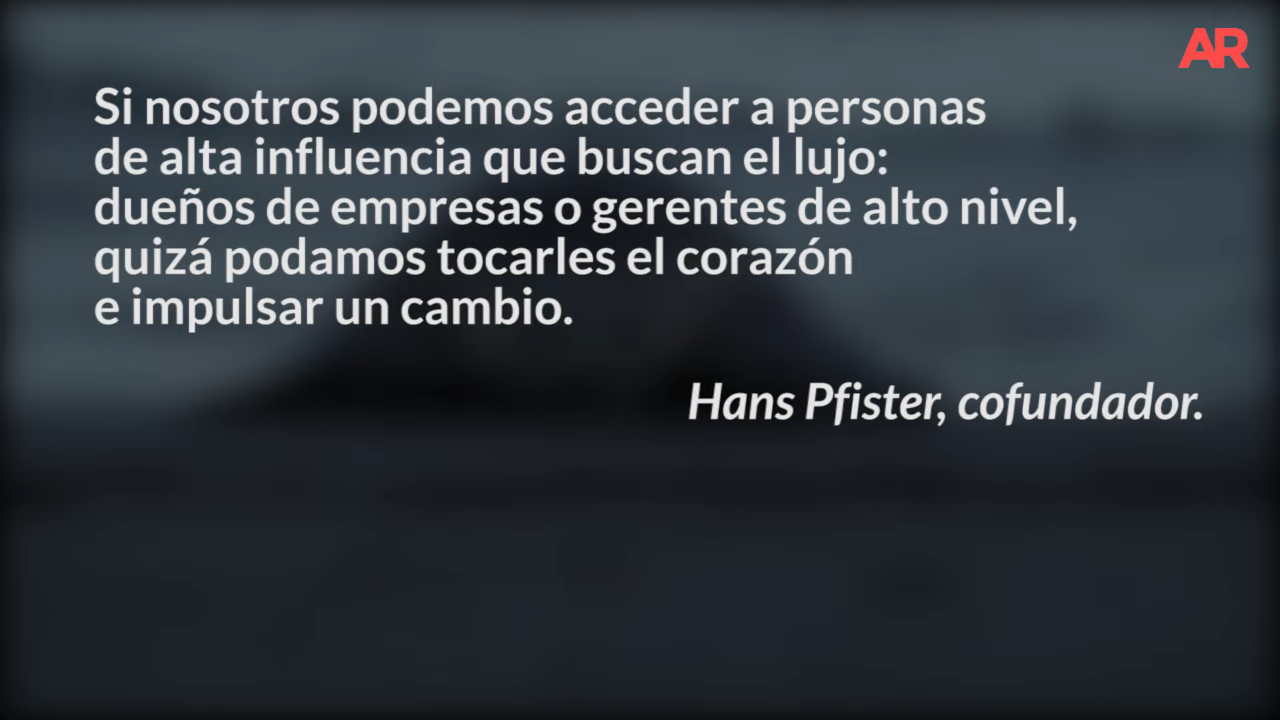 AR
Si nosotros podemos acceder a personas
de alta influencia que buscan el lujo:
dueños de empresas o gerentes de alto nivel,
quizá podamos tocarles el corazón
e impulsar un cambio.
Hans Pfister, cofundador.